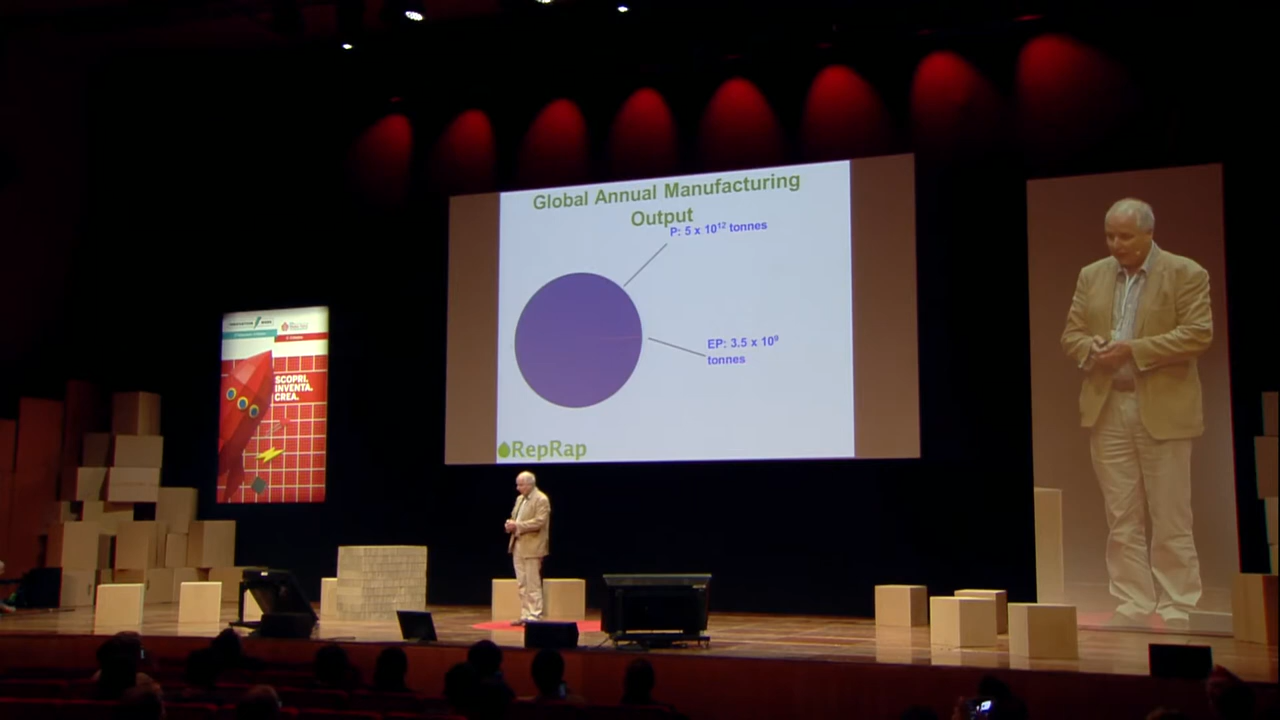 Global Annual Manufacturing
Output
P: 5 x 10¹² tonnes
EP: 3.5 x 10⁹
tonnes
RepRap
SCOPRI.
INVENTA.
CREA.